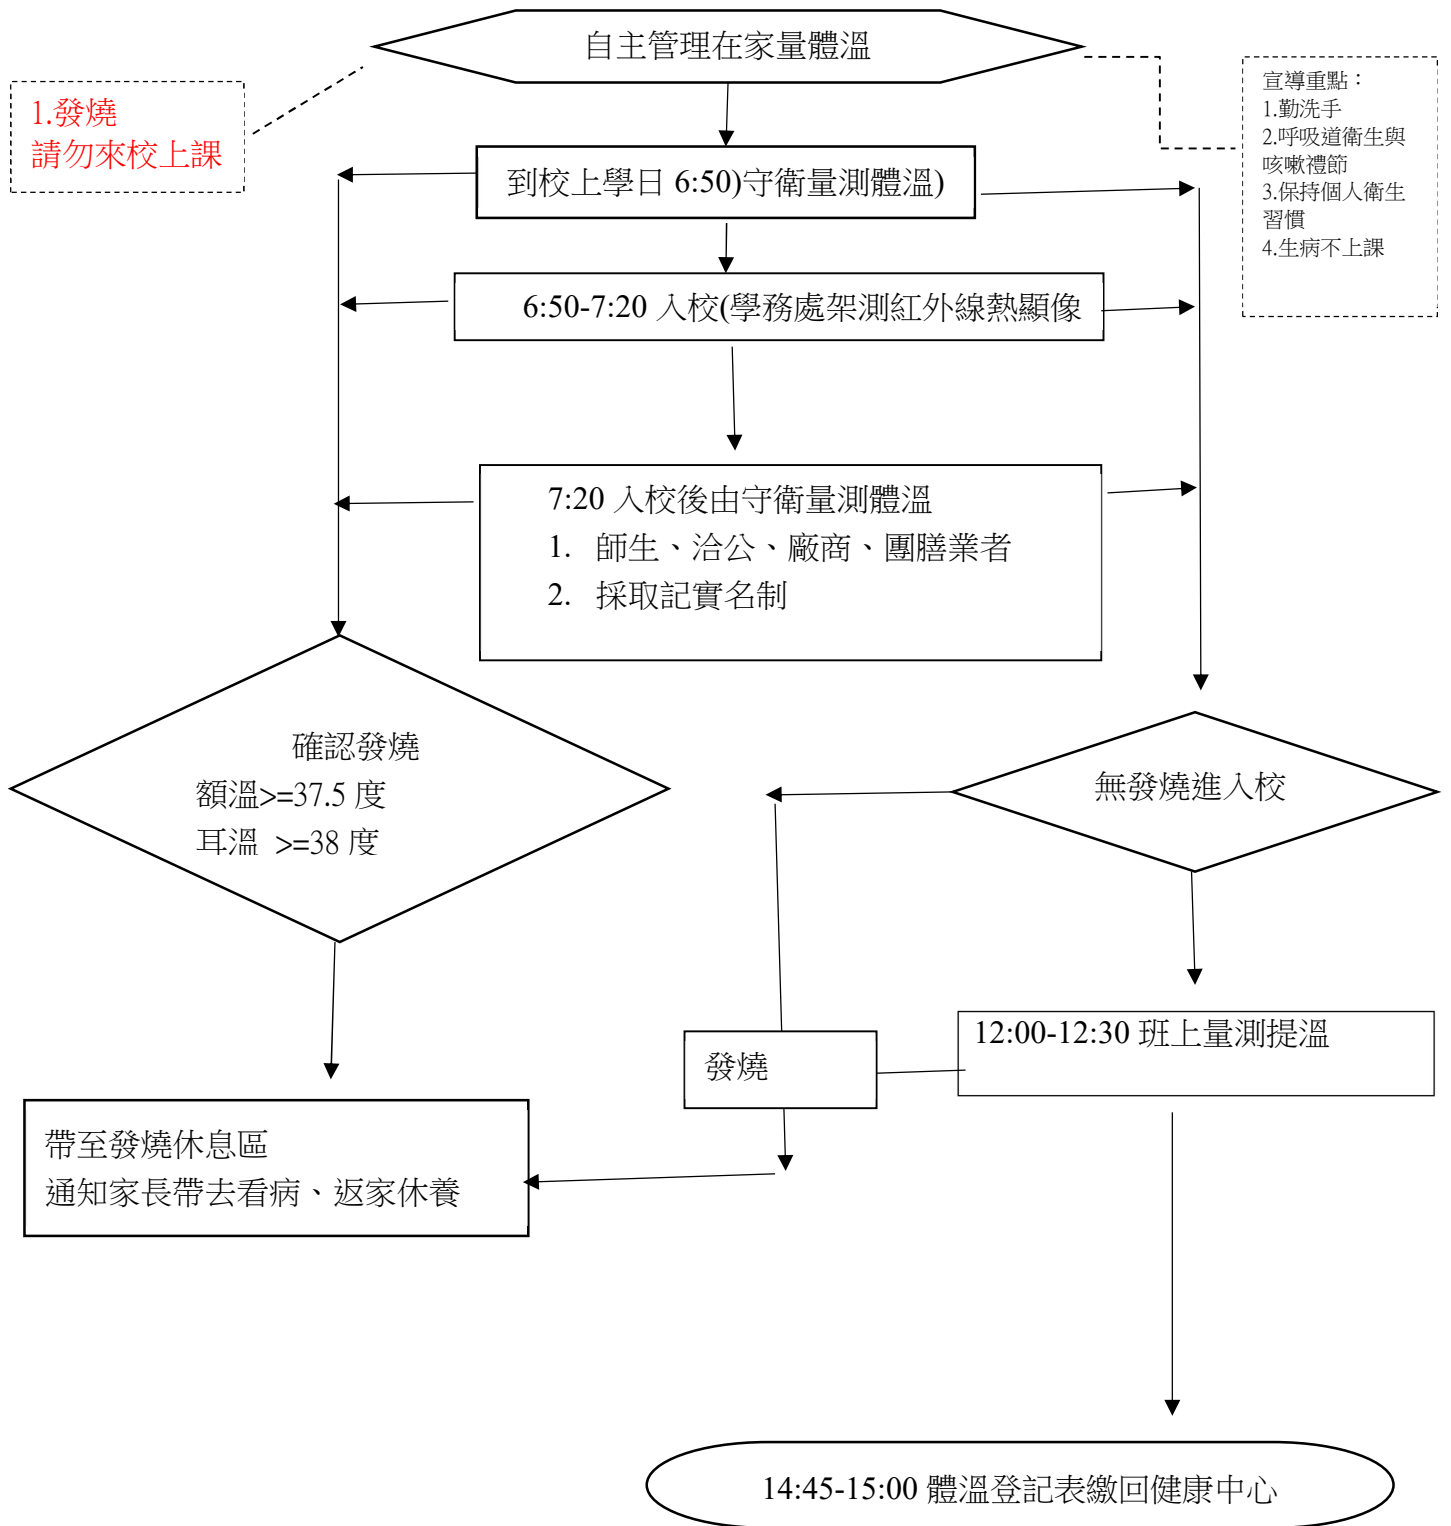 自主管理在家量體溫
1.發燒
請勿來校上課
宣導重點：
1.勤洗手
2.呼吸道衛生與
咳嗽禮節
3.保持個人衛生
習慣
4.生病不上課
到校上學日 6:50)守衛量測體溫)
6:50-7:20 入校(學務處架測紅外線熱顯像
7:20 入校後由守衛量測體溫
1. 師生、洽公、廠商、團膳業者
2. 採取記實名制
確認發燒
額溫>=37.5 度
耳溫 >=38 度
無發燒進入校
發燒
12:00-12:30 班上量測提溫
帶至發燒休息區
通知家長帶去看病、返家休養
14:45-15:00 體溫登記表繳回健康中心